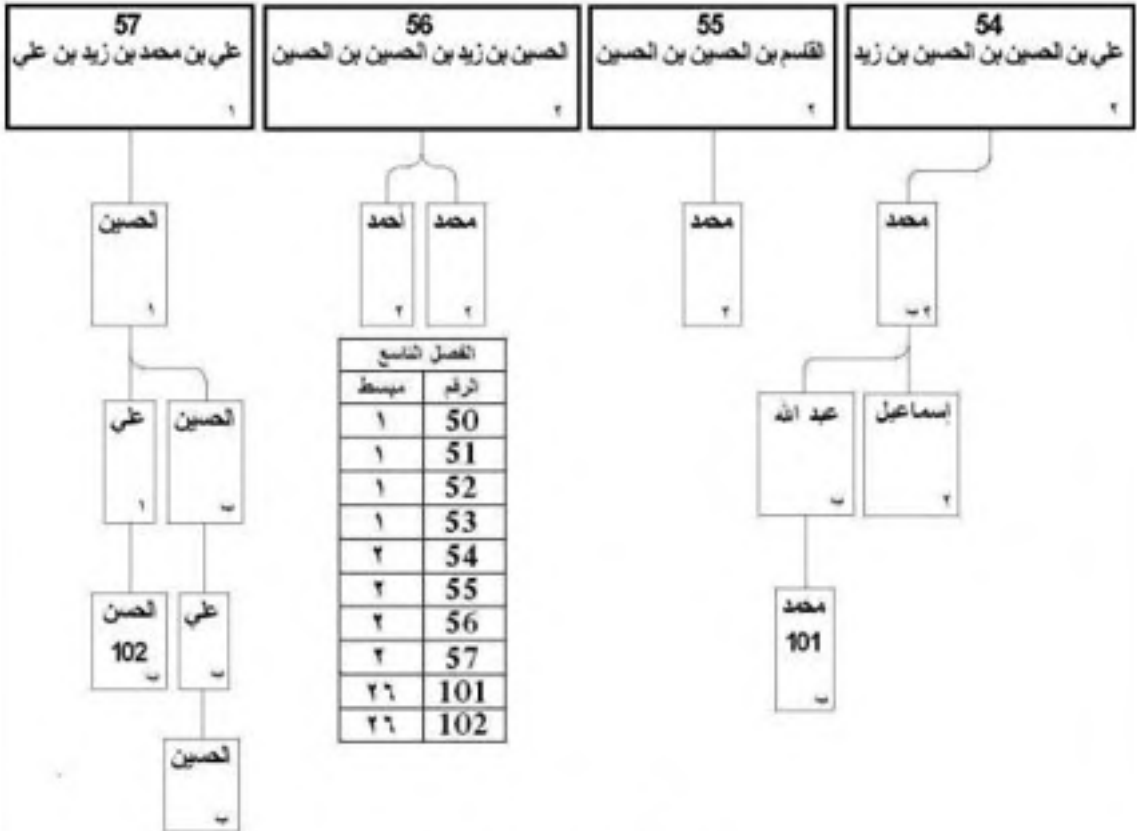 54
علي بن الحسين بن الحسين بن زيد
٢
55
القاسم بن الحسين بن الحسين
٢
56
الحسين بن زيد بن الحسين بن الحسين
٢
57
علي بن محمد بن زيد بن علي
١
محمد
٢ ب
محمد
٢
محمد
٢
أحمد
٢
الحسين
١
إسماعيل
٢
عبد الله
ب
الحسين
ب
علي
١
محمد
101
ب
علي
ب
الحسن
102
ب
الحسين
ب
الفصل التاسع
الرقم مبسط
50 ١
51 ١
52 ١
53 ١
54 ٢
55 ٢
56 ٢
57 ٢
101 ٢٦
102 ٢٦